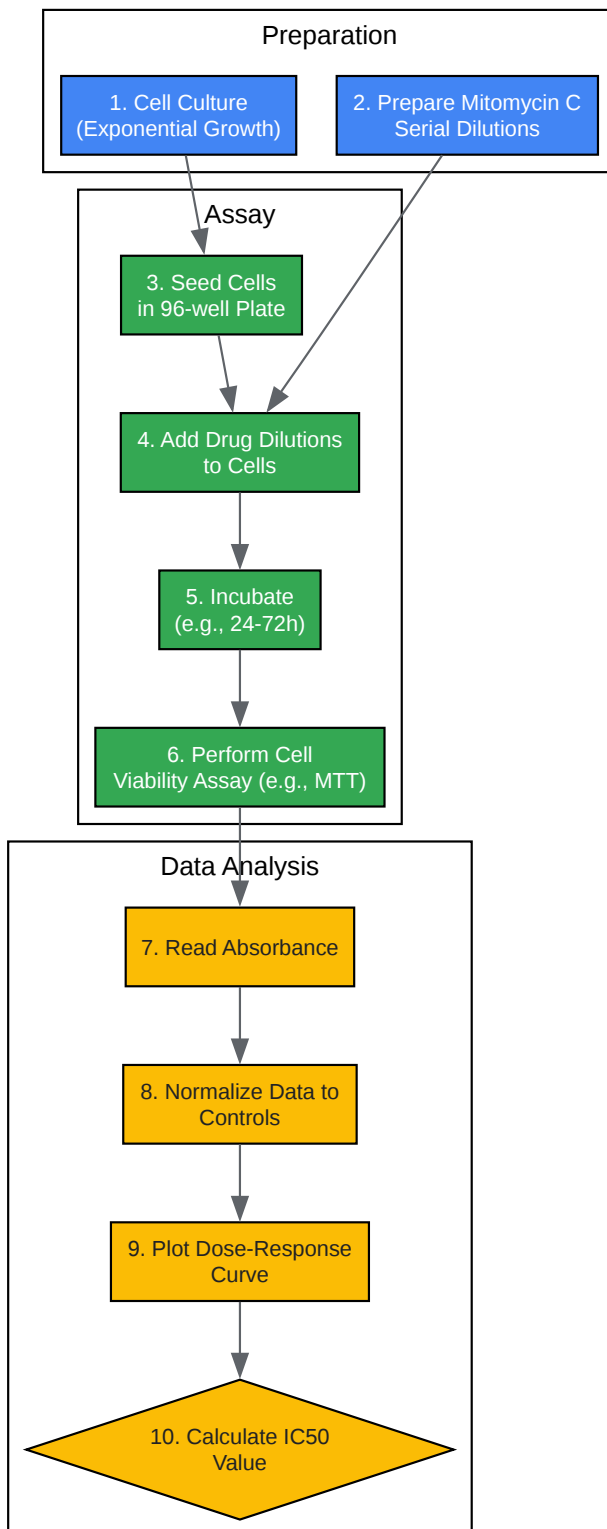 Preparation
1. Cell Culture
(Exponential Growth)
2. Prepare Mitomycin C
Serial Dilutions
Assay
3. Seed Cells
in 96-well Plate
4. Add Drug Dilutions
to Cells
5. Incubate
(e.g., 24-72h)
6. Perform Cell
Viability Assay (e.g., MTT)
Data Analysis
7. Read Absorbance
8. Normalize Data to
Controls
9. Plot Dose-Response
Curve
10. Calculate IC50
Value